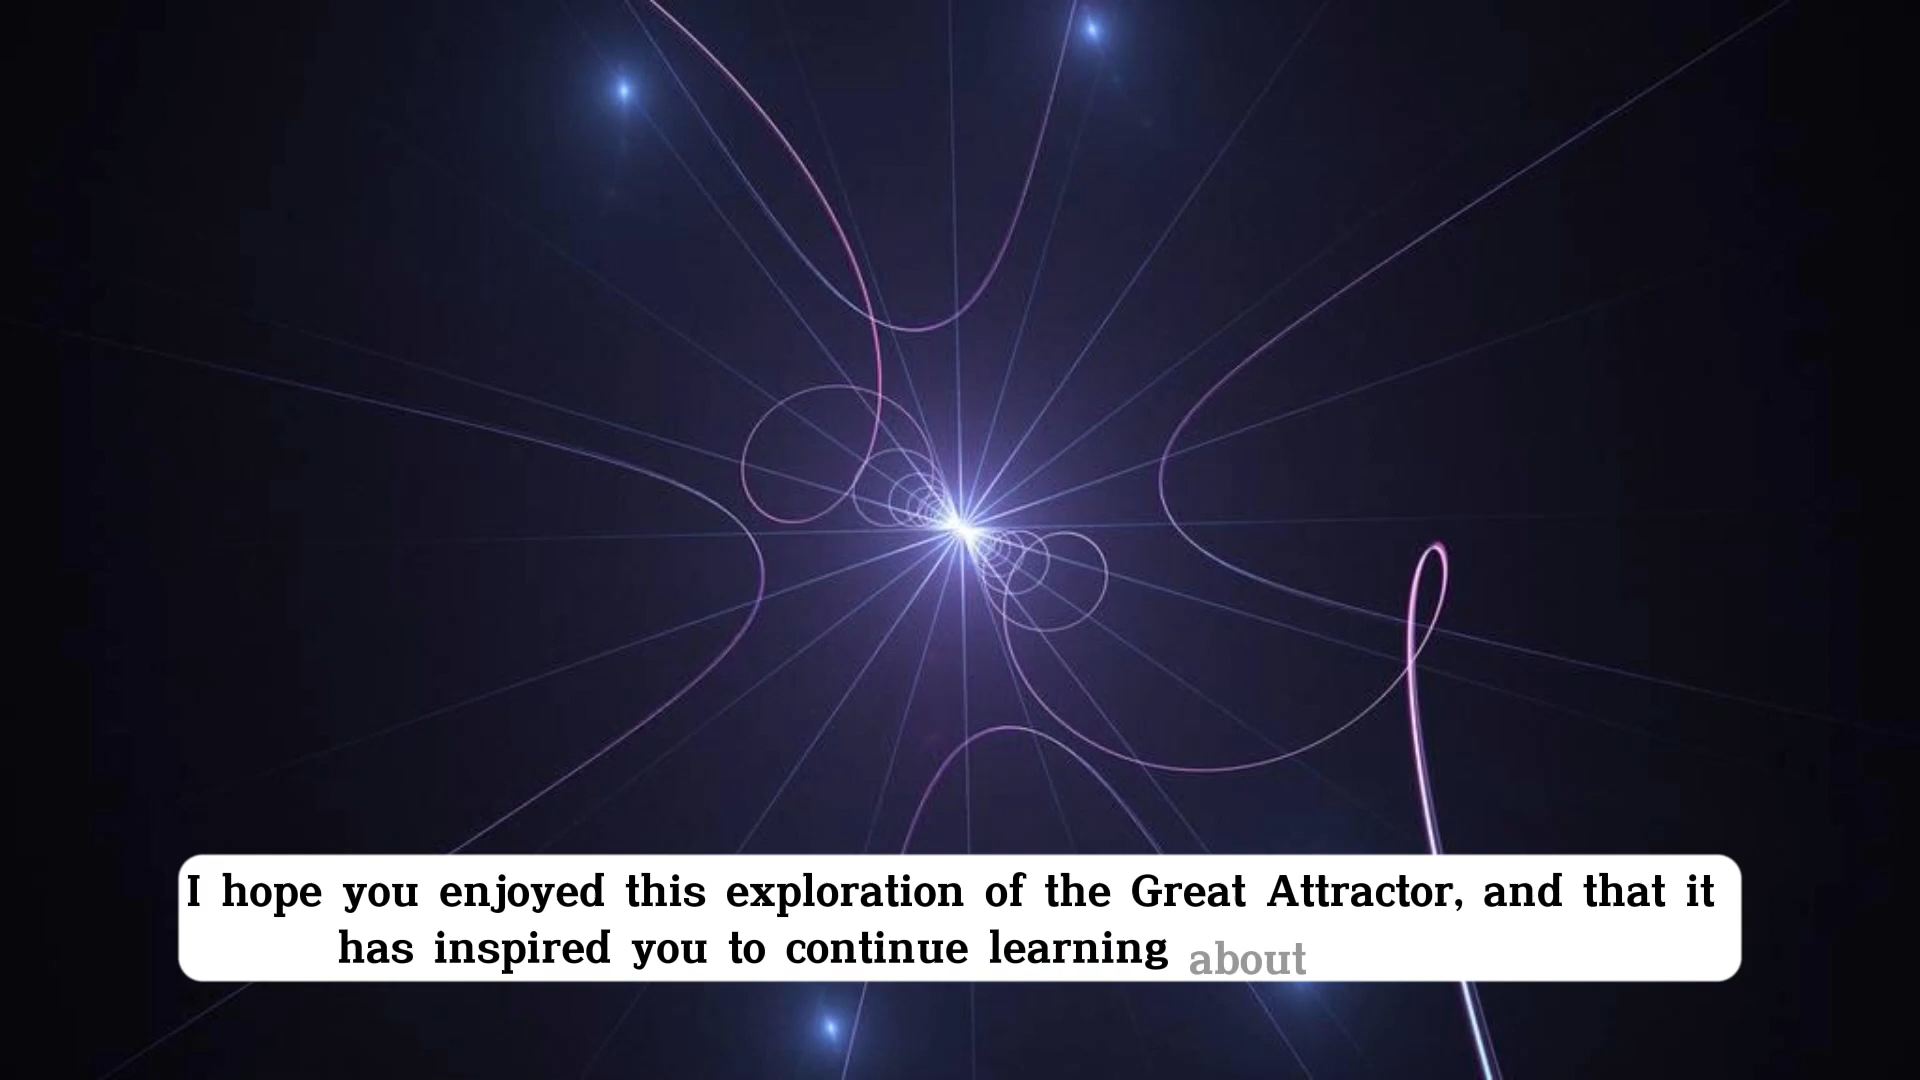 I hope you enjoyed this exploration of the Great Attractor, and that it
has inspired you to continue learning about